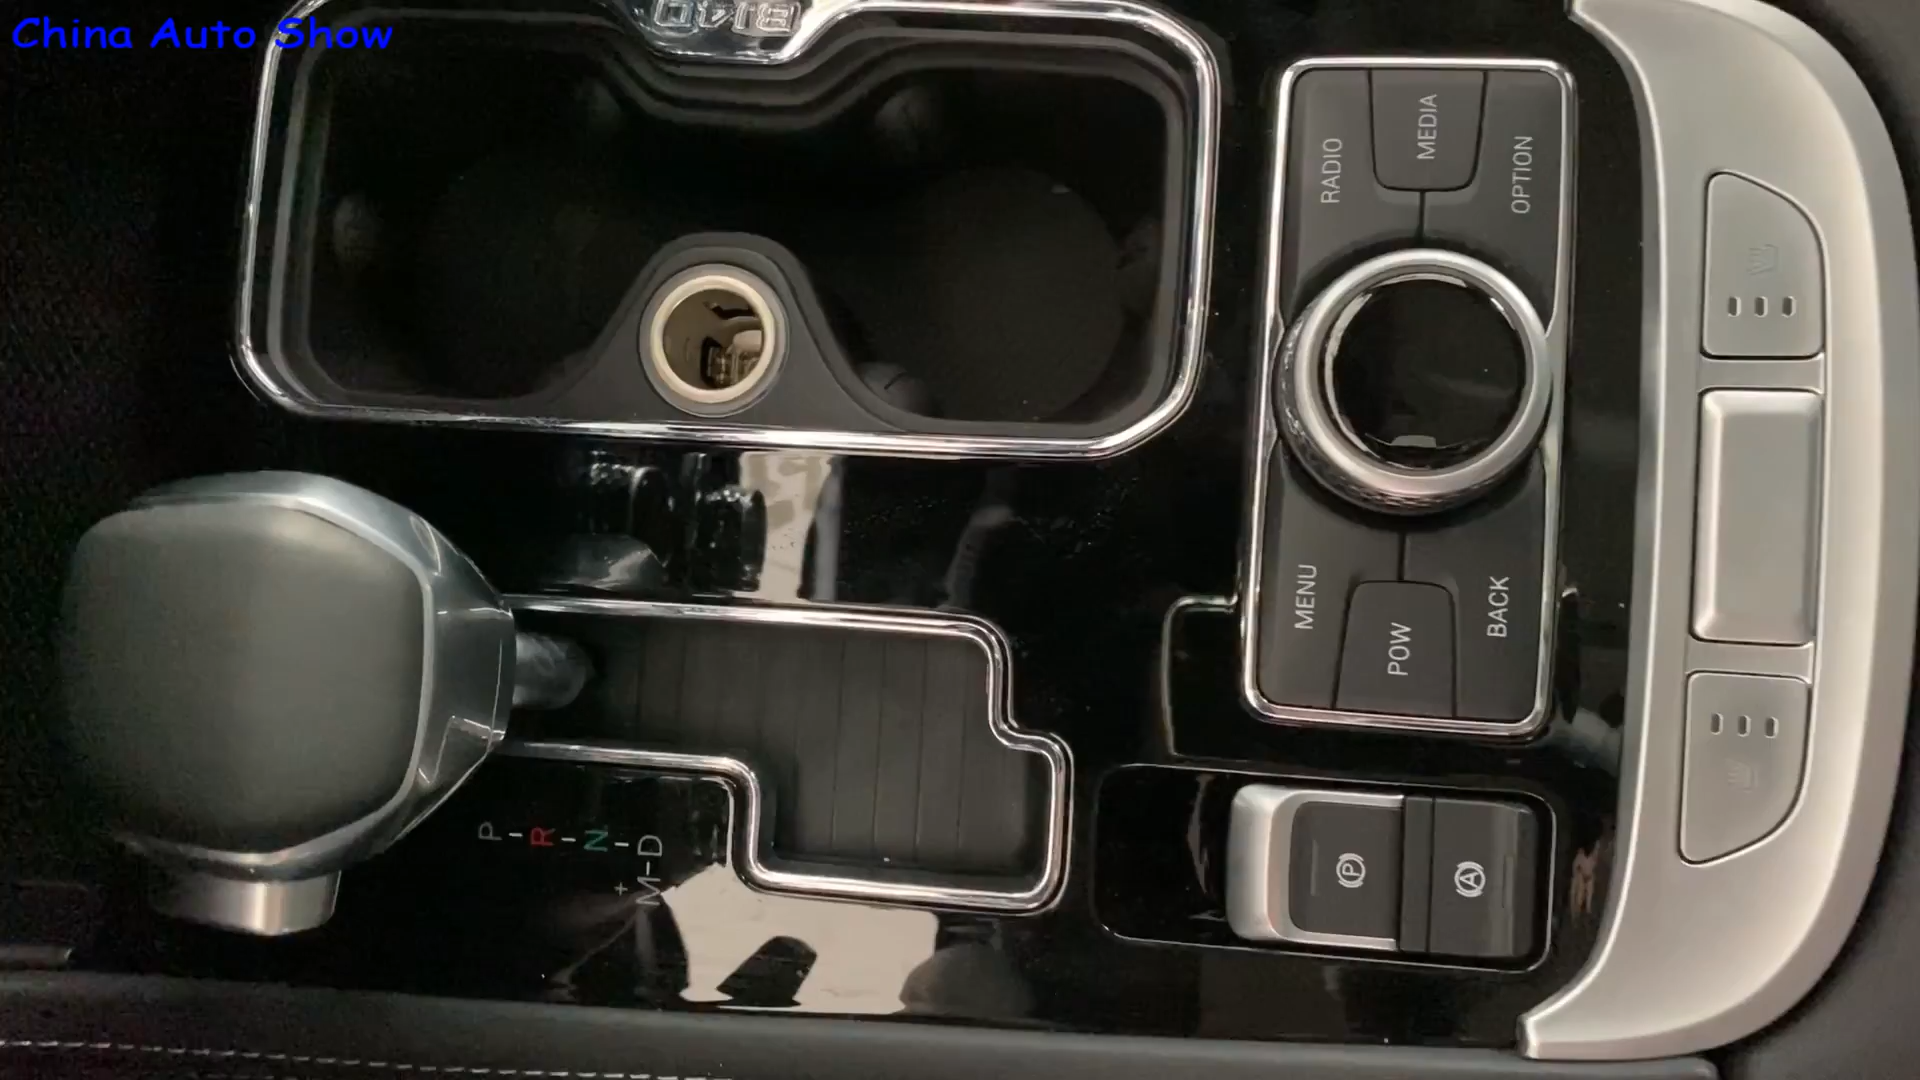 China Auto Show
BJ40
RADIO
MEDIA
OPTION
MENU
POW
BACK
P-R-N-D
+
M-
(P)
(A)